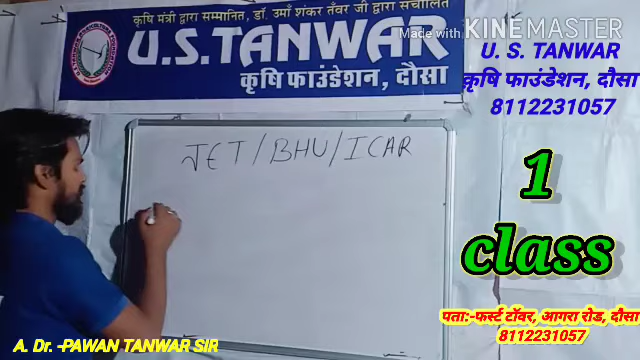 कृषि मंत्री द्वारा सम्मानित, डॉ. उमाँ शंकर तँवर जी द्वारा संचालित
Made with KINEMASTER
U.S.TANWAR
कृषि फाउंडेशन, दौसा
U. S. TANWAR
कृषि फाउंडेशन, दौसा
8112231057
JET/BHU/ICAR
1
class
पताः-फर्स्ट टॉवर, आगरा रोड, दौसा
8112231057
A. Dr. -PAWAN TANWAR SIR